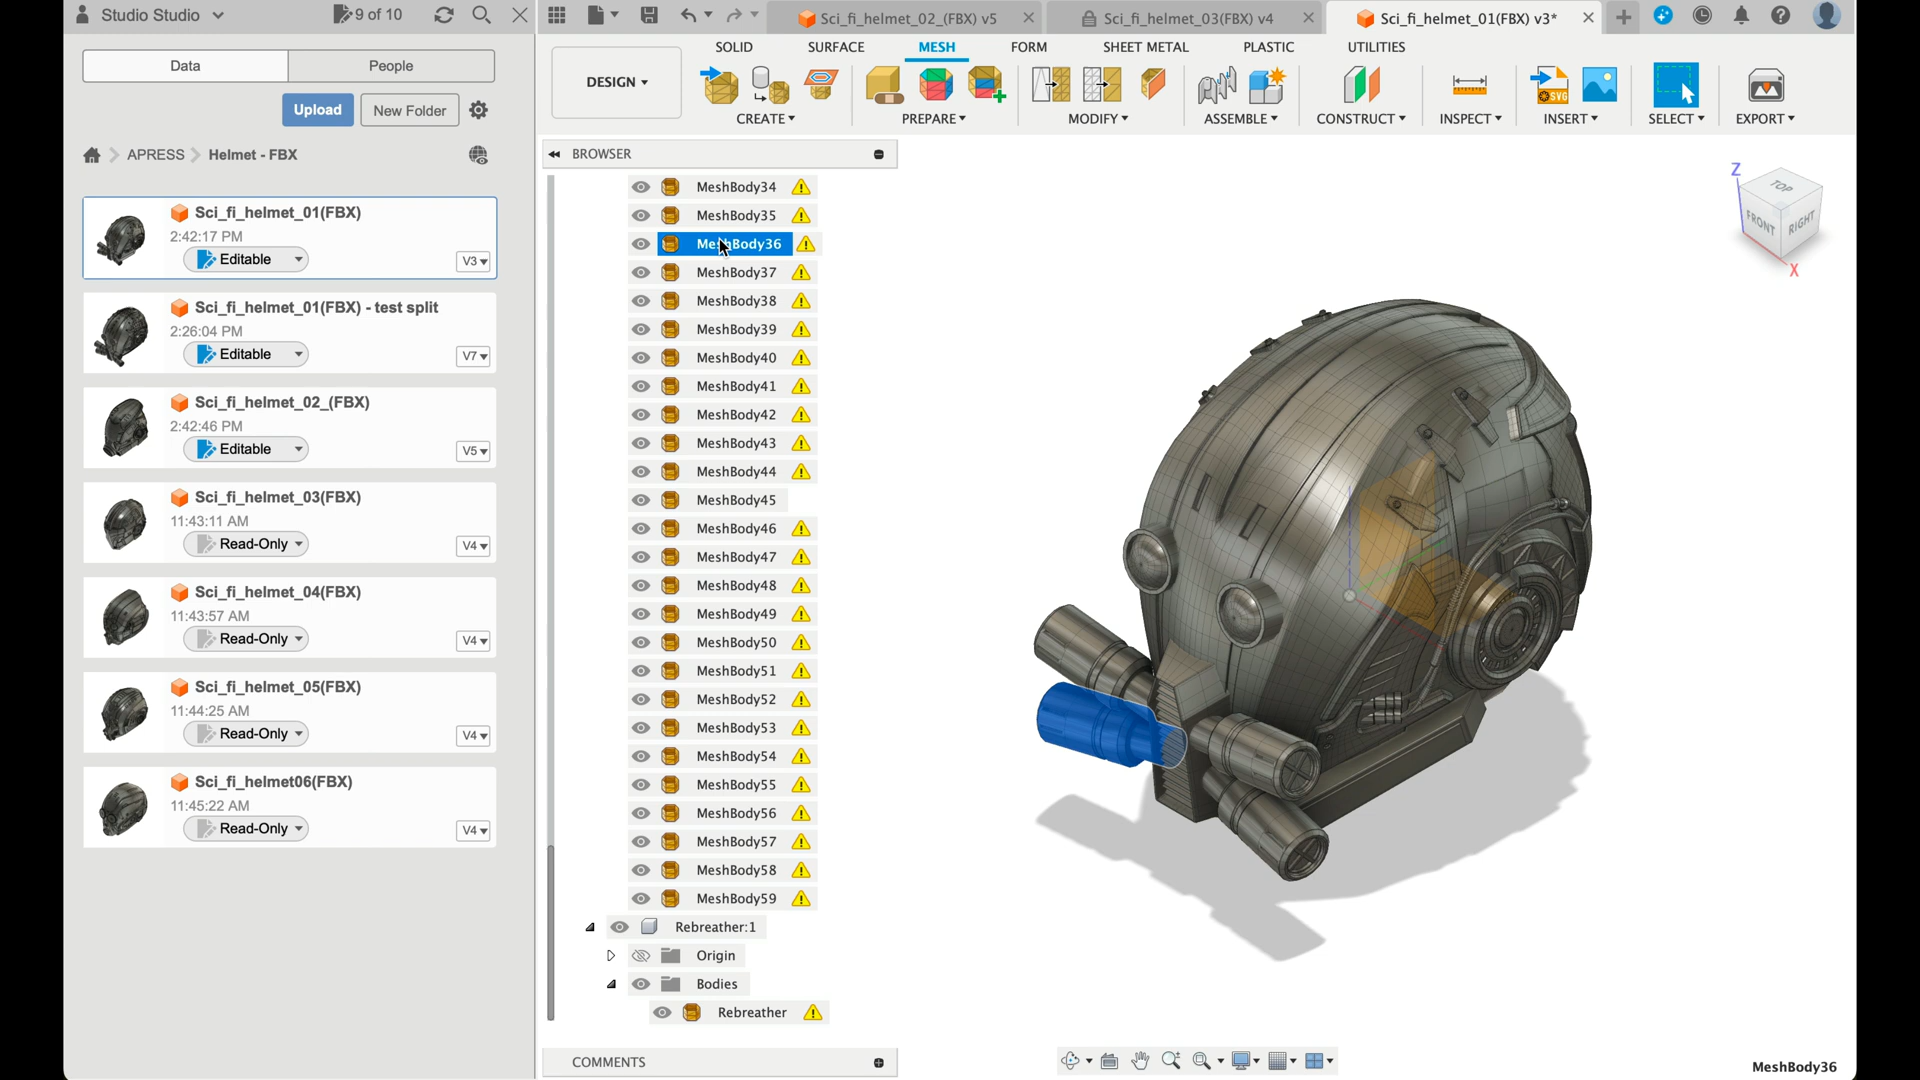 Studio Studio
9 of 10
Sci_fi_helmet_02_(FBX) v5
Sci_fi_helmet_03(FBX) v4
Sci_fi_helmet_01(FBX) v3*
Data
People
Upload
New Folder
APRESS
Helmet - FBX
Sci_fi_helmet_01(FBX)
2:42:17 PM
Editable
V3
Sci_fi_helmet_01(FBX) - test split
2:26:04 PM
Editable
V7
Sci_fi_helmet_02_(FBX)
2:42:46 PM
Editable
V5
Sci_fi_helmet_03(FBX)
11:43:11 AM
Read-Only
V4
Sci_fi_helmet_04(FBX)
11:43:57 AM
Read-Only
V4
Sci_fi_helmet_05(FBX)
11:44:25 AM
Read-Only
V4
Sci_fi_helmet06(FBX)
11:45:22 AM
Read-Only
V4
SOLID
SURFACE
MESH
FORM
SHEET METAL
PLASTIC
UTILITIES
DESIGN
SVG
CREATE
PREPARE
MODIFY
ASSEMBLE
CONSTRUCT
INSPECT
INSERT
SELECT
EXPORT
BROWSER
MeshBody34
MeshBody35
MeshBody36
MeshBody37
MeshBody38
MeshBody39
MeshBody40
MeshBody41
MeshBody42
MeshBody43
MeshBody44
MeshBody45
MeshBody46
MeshBody47
MeshBody48
MeshBody49
MeshBody50
MeshBody51
MeshBody52
MeshBody53
MeshBody54
MeshBody55
MeshBody56
MeshBody57
MeshBody58
MeshBody59
Rebreather:1
Origin
Bodies
Rebreather
COMMENTS
Z
TOP
FRONT
RIGHT
X
MeshBody36